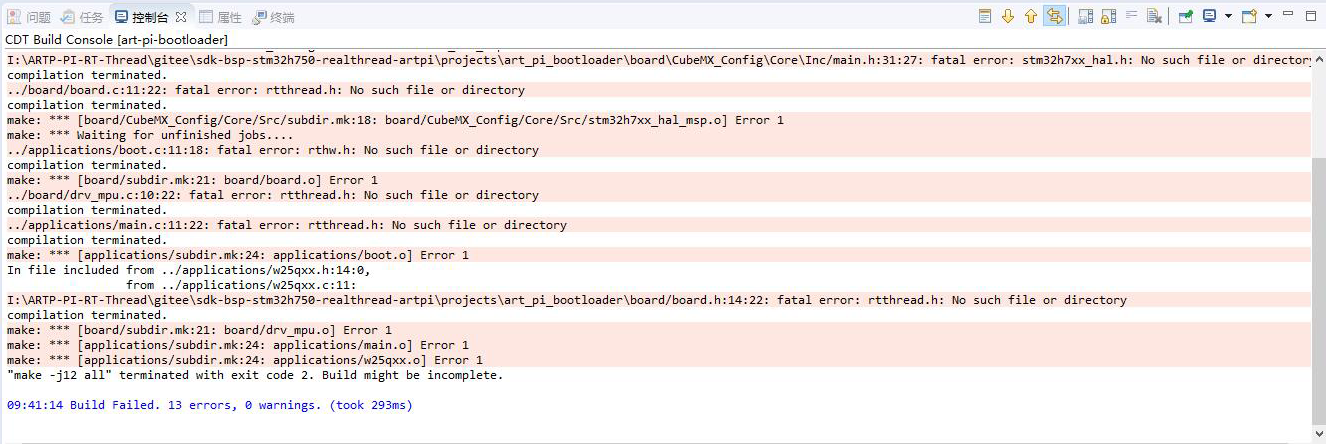 问题 任务 控制台 属性 终端
CDT Build Console [art-pi-bootloader]
I:\ARTP-PI-RT-Thread\gitee\sdk-bsp-stm32h750-realthread-artpi\projects\art_pi_bootloader\board\CubeMX_Config\Core\Inc/main.h:31:27: fatal error: stm32h7xx_hal.h: No such file or directory
compilation terminated.
../board/board.c:11:22: fatal error: rtthread.h: No such file or directory
compilation terminated.
make: *** [board/CubeMX_Config/Core/Src/subdir.mk:18: board/CubeMX_Config/Core/Src/stm32h7xx_hal_msp.o] Error 1
make: *** Waiting for unfinished jobs....
../applications/boot.c:11:18: fatal error: rthw.h: No such file or directory
compilation terminated.
make: *** [board/subdir.mk:21: board/board.o] Error 1
../board/drv_mpu.c:10:22: fatal error: rtthread.h: No such file or directory
compilation terminated.
../applications/main.c:11:22: fatal error: rtthread.h: No such file or directory
compilation terminated.
make: *** [applications/subdir.mk:24: applications/boot.o] Error 1
In file included from ../applications/w25qxx.h:14:0,
                 from ../applications/w25qxx.c:11:
I:\ARTP-PI-RT-Thread\gitee\sdk-bsp-stm32h750-realthread-artpi\projects\art_pi_bootloader\board/board.h:14:22: fatal error: rtthread.h: No such file or directory
compilation terminated.
make: *** [board/subdir.mk:21: board/drv_mpu.o] Error 1
make: *** [applications/subdir.mk:24: applications/main.o] Error 1
make: *** [applications/subdir.mk:24: applications/w25qxx.o] Error 1
"make -j12 all" terminated with exit code 2. Build might be incomplete.
09:41:14 Build Failed. 13 errors, 0 warnings. (took 293ms)